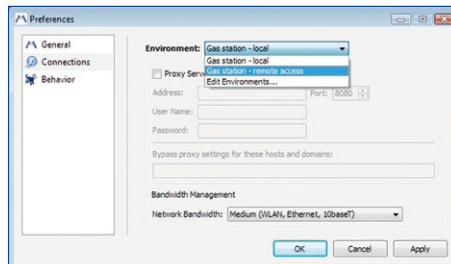 Preferences
General
Connections
Behavior
Environment: Gas station - local
Gas station - local
Gas station - remote access
Edit Environments...
Proxy Serv
Address: Port: 8080
User Name:
Password:
Bypass proxy settings for these hosts and domains:
Bandwidth Management
Network Bandwidth: Medium (WLAN, Ethernet, 10baseT)
OK Cancel Apply